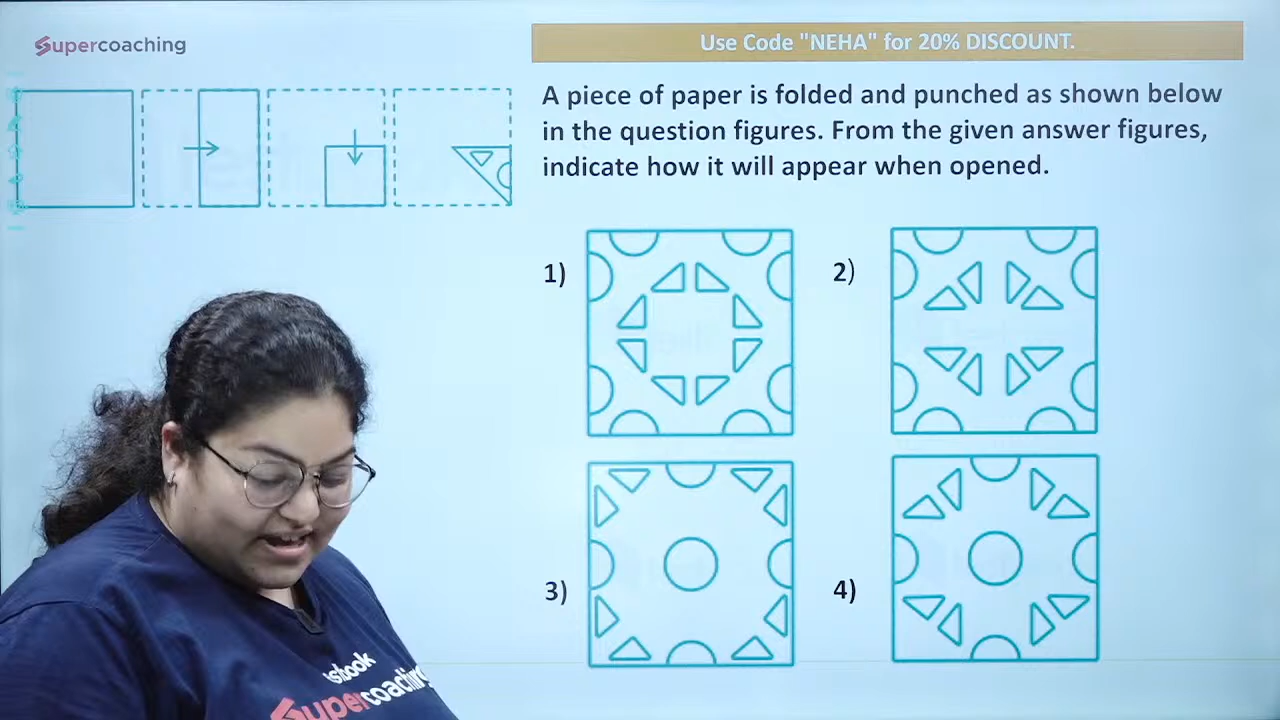 Supercoaching
Use Code "NEHA" for 20% DISCOUNT.
A piece of paper is folded and punched as shown below
in the question figures. From the given answer figures,
indicate how it will appear when opened.
1)
2)
3)
4)
Supercoaching